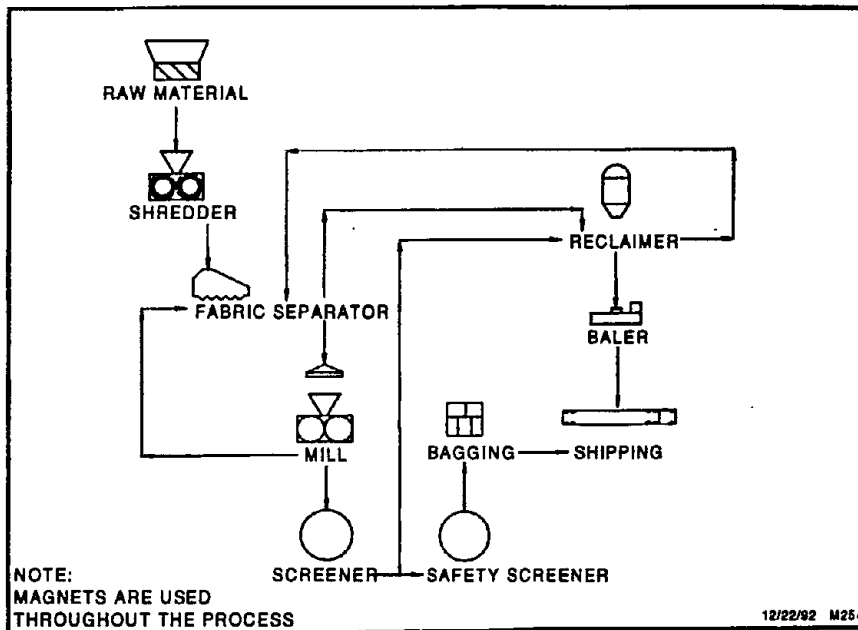 RAW MATERIAL
SHREDDER
RECLAIMER
FABRIC SEPARATOR
BALER
MILL
BAGGING
SHIPPING
SCREENER
SAFETY SCREENER
NOTE:
MAGNETS ARE USED
THROUGHOUT THE PROCESS
12/22/92 M25